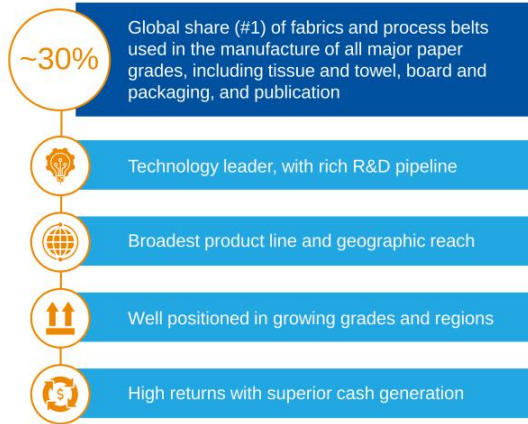 ~30%
Global share (#1) of fabrics and process belts
used in the manufacture of all major paper
grades, including tissue and towel, board and
packaging, and publication
Technology leader, with rich R&D pipeline
Broadest product line and geographic reach
Well positioned in growing grades and regions
$
High returns with superior cash generation